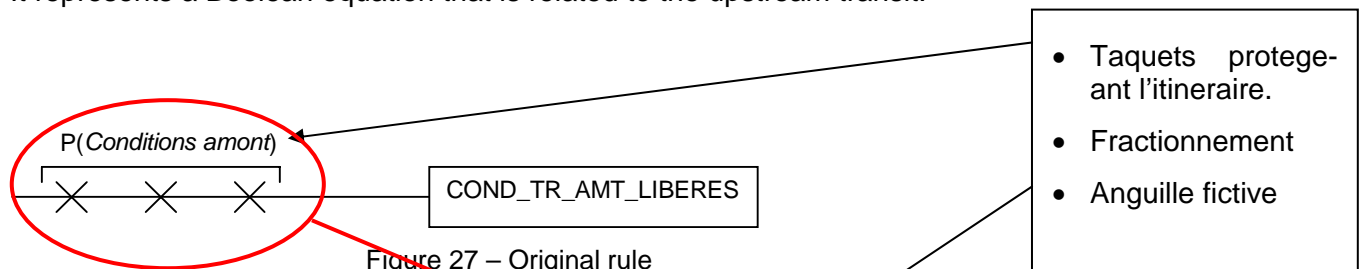 It represents a Boolean equation that is related to the upstream transit.
P(Conditions amont)
COND_TR_AMT_LIBERES
Figure 27 – Original rule
• Taquets protege-
ant l'itineraire.
• Fractionnement
• Anguille fictive